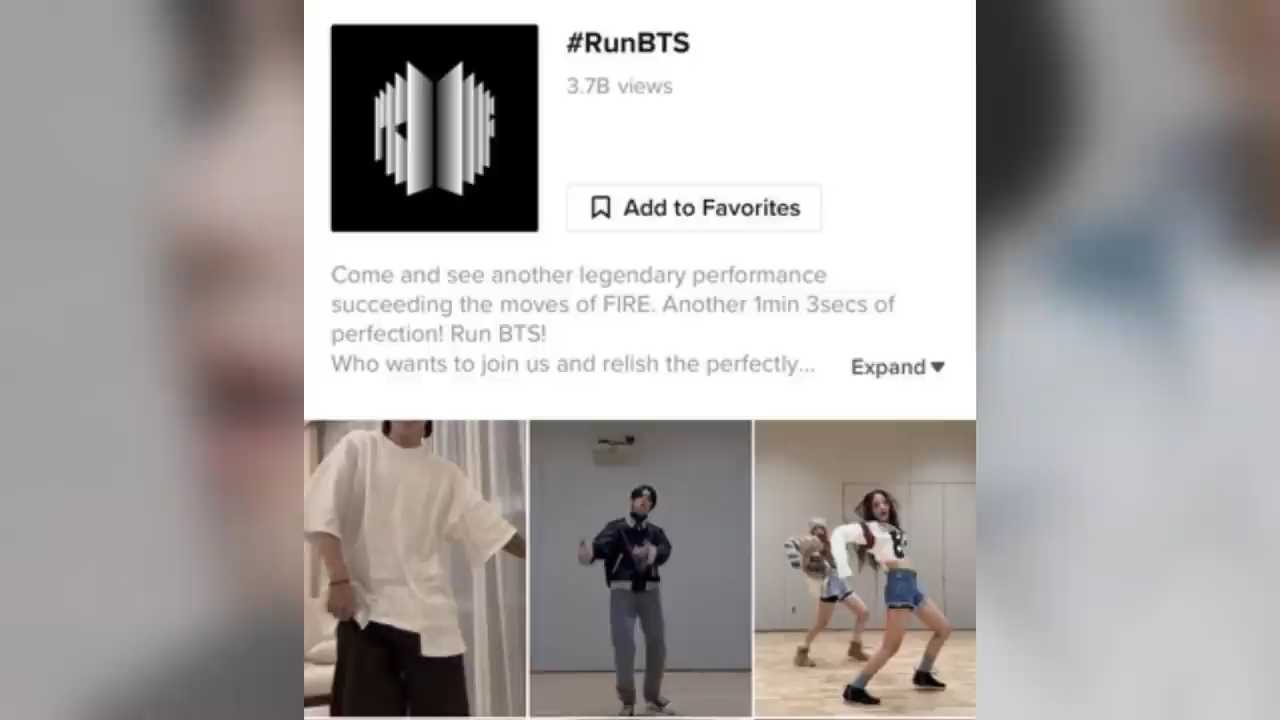 #RunBTS
3.7B views
Add to Favorites
Come and see another legendary performance
succeeding the moves of FIRE. Another 1min 3secs of
perfection! Run BTS!
Who wants to join us and relish the perfectly...
Expand